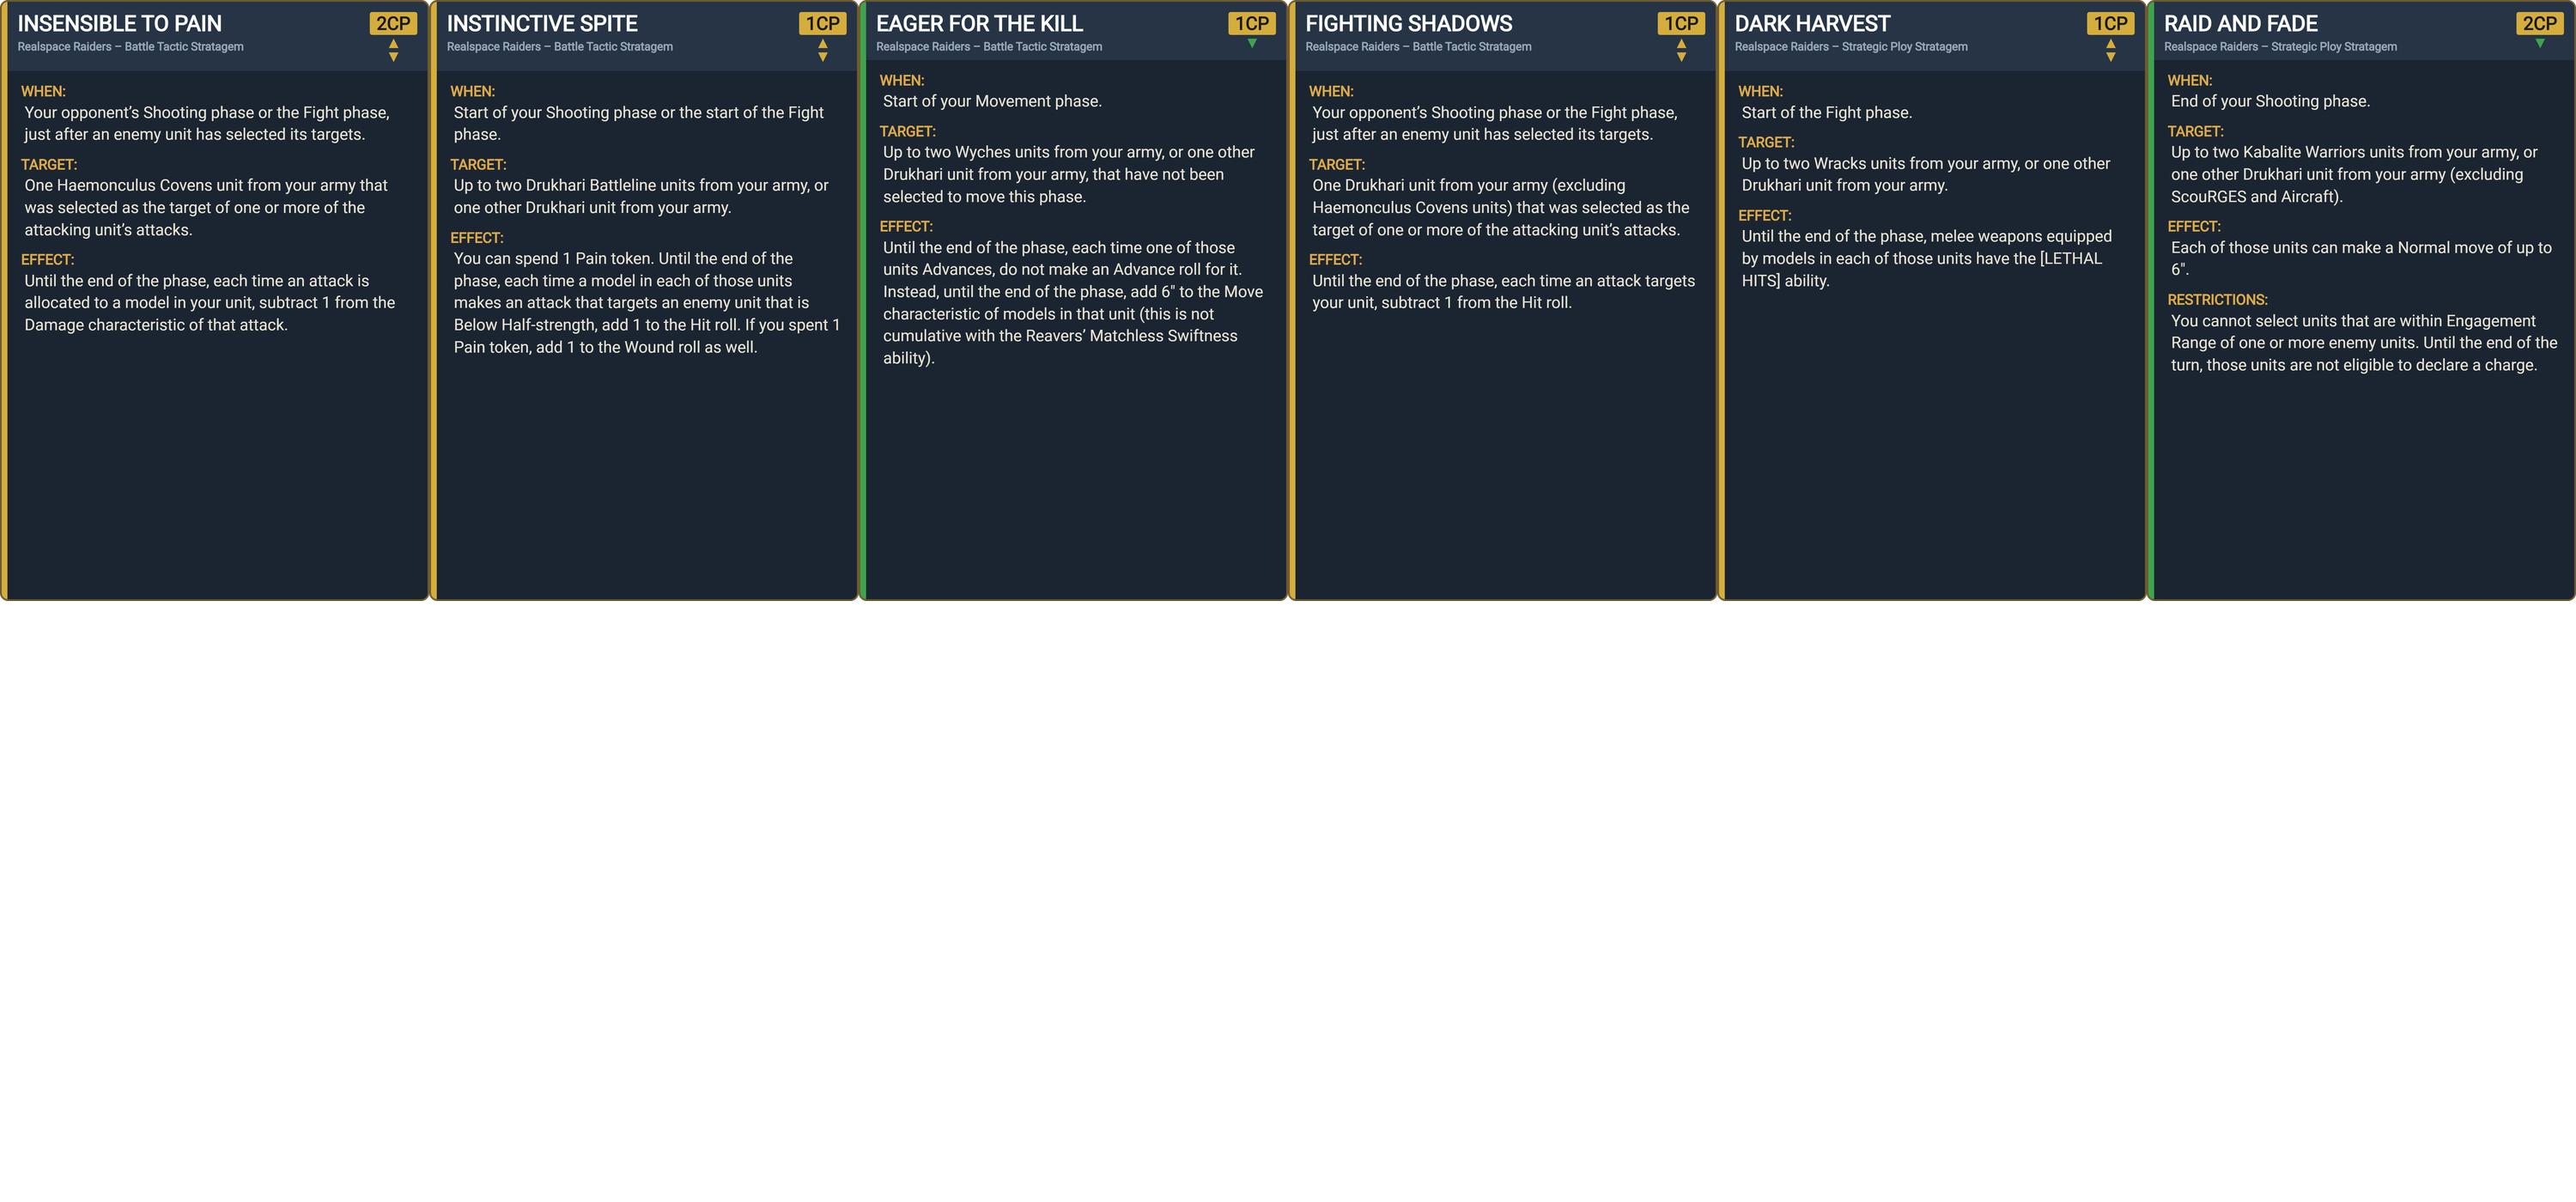 INSENSIBLE TO PAIN
2CP
Realspace Raiders – Battle Tactic Stratagem
WHEN:
Your opponent’s Shooting phase or the Fight phase,
just after an enemy unit has selected its targets.
TARGET:
One Haemonculus Covens unit from your army that
was selected as the target of one or more of the
attacking unit’s attacks.
EFFECT:
Until the end of the phase, each time an attack is
allocated to a model in your unit, subtract 1 from the
Damage characteristic of that attack.
INSTINCTIVE SPITE
1CP
Realspace Raiders – Battle Tactic Stratagem
WHEN:
Start of your Shooting phase or the start of the Fight
phase.
TARGET:
Up to two Drukhari Battleline units from your army, or
one other Drukhari unit from your army.
EFFECT:
You can spend 1 Pain token. Until the end of the
phase, each time a model in each of those units
makes an attack that targets an enemy unit that is
Below Half-strength, add 1 to the Hit roll. If you spent 1
Pain token, add 1 to the Wound roll as well.
EAGER FOR THE KILL
1CP
Realspace Raiders – Battle Tactic Stratagem
WHEN:
Start of your Movement phase.
TARGET:
Up to two Wyches units from your army, or one other
Drukhari unit from your army, that have not been
selected to move this phase.
EFFECT:
Until the end of the phase, each time one of those
units Advances, do not make an Advance roll for it.
Instead, until the end of the phase, add 6" to the Move
characteristic of models in that unit (this is not
cumulative with the Reavers’ Matchless Swiftness
ability).
FIGHTING SHADOWS
1CP
Realspace Raiders – Battle Tactic Stratagem
WHEN:
Your opponent’s Shooting phase or the Fight phase,
just after an enemy unit has selected its targets.
TARGET:
One Drukhari unit from your army (excluding
Haemonculus Covens units) that was selected as the
target of one or more of the attacking unit’s attacks.
EFFECT:
Until the end of the phase, each time an attack targets
your unit, subtract 1 from the Hit roll.
DARK HARVEST
1CP
Realspace Raiders – Strategic Ploy Stratagem
WHEN:
Start of the Fight phase.
TARGET:
Up to two Wracks units from your army, or one other
Drukhari unit from your army.
EFFECT:
Until the end of the phase, melee weapons equipped
by models in each of those units have the [LETHAL
HITS] ability.
RAID AND FADE
2CP
Realspace Raiders – Strategic Ploy Stratagem
WHEN:
End of your Shooting phase.
TARGET:
Up to two Kabalite Warriors units from your army, or
one other Drukhari unit from your army (excluding
ScouRGES and Aircraft).
EFFECT:
Each of those units can make a Normal move of up to
6".
RESTRICTIONS:
You cannot select units that are within Engagement
Range of one or more enemy units. Until the end of the
turn, those units are not eligible to declare a charge.